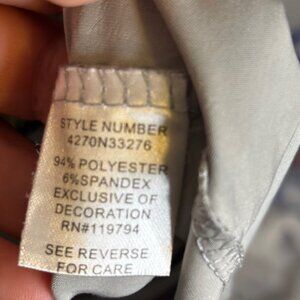 STYLE NUMBER
4270N33276
94% POLYESTER
6%SPANDEX
EXCLUSIVE OF
DECORATION
RN#119794
SEE REVERSE
FOR CARE